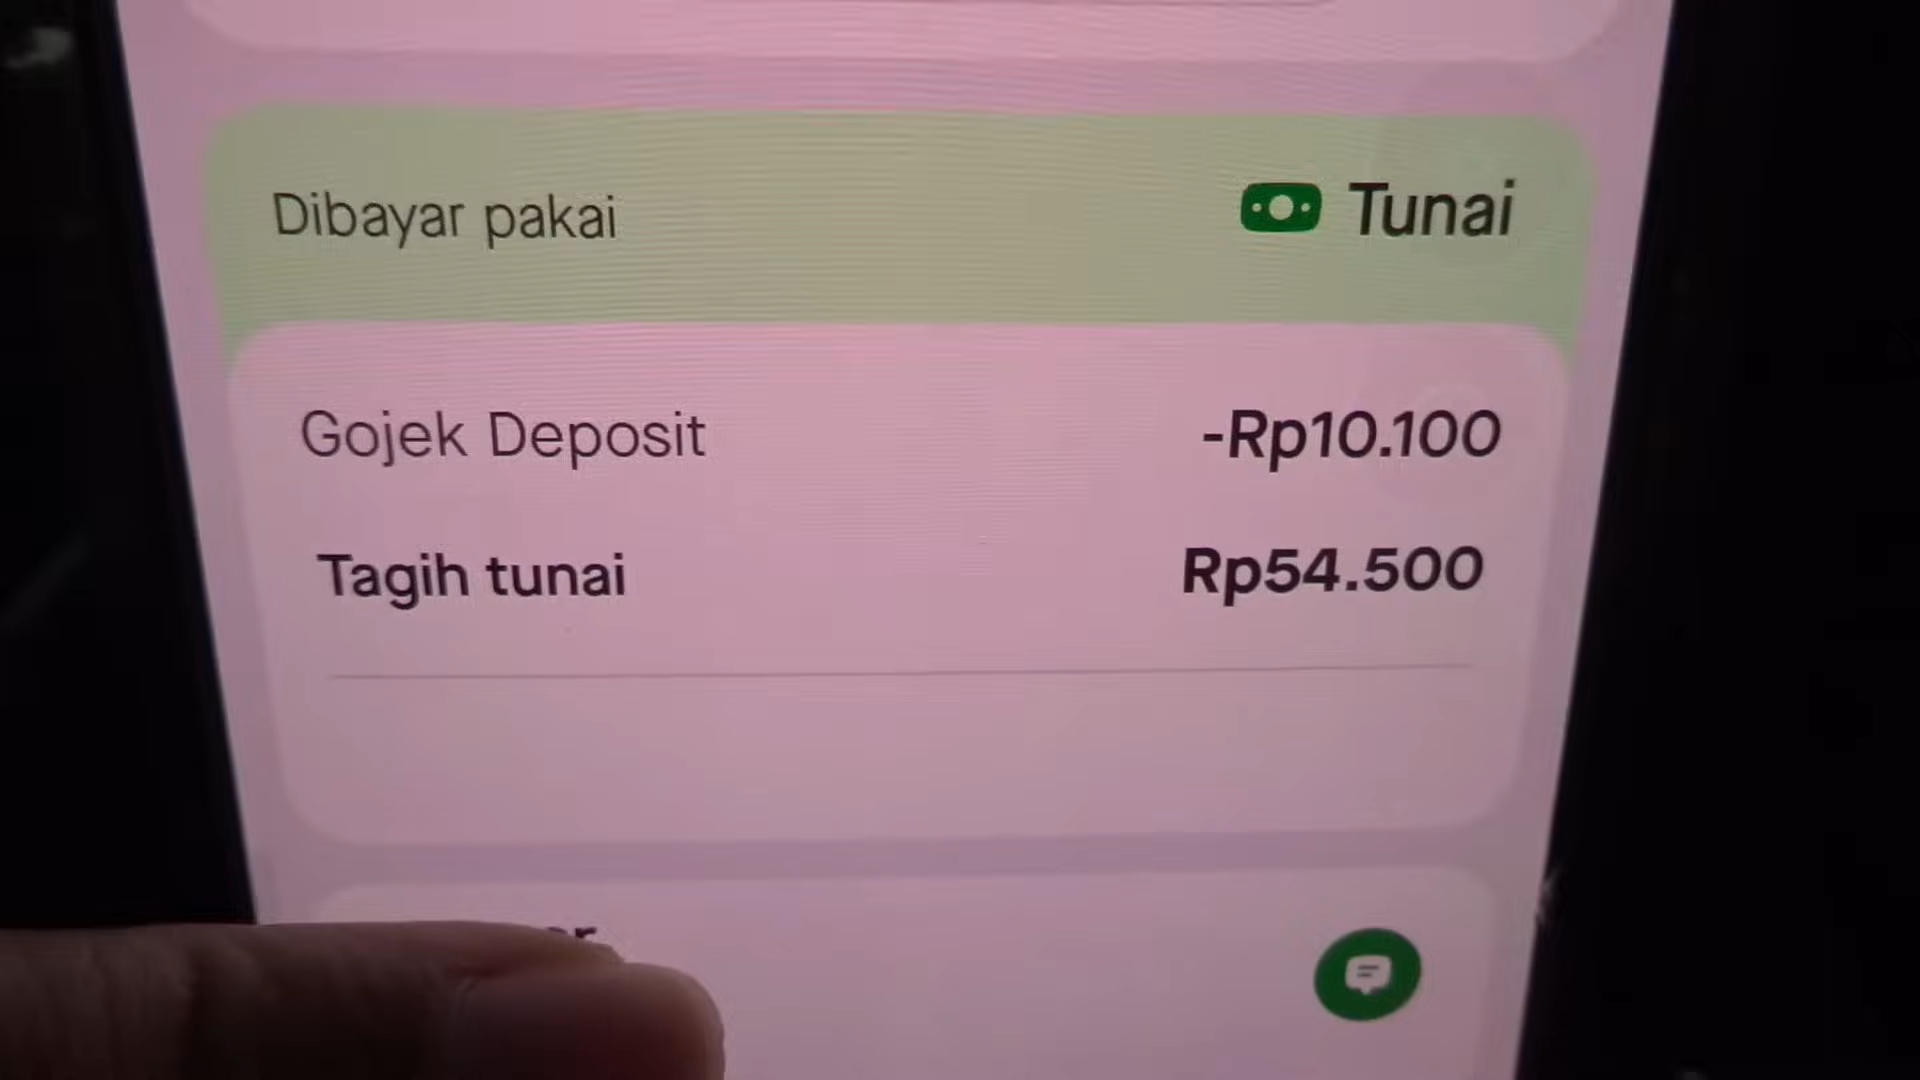 Dibayar pakai Tunai
Gojek Deposit -Rp10.100
Tagih tunai Rp54.500